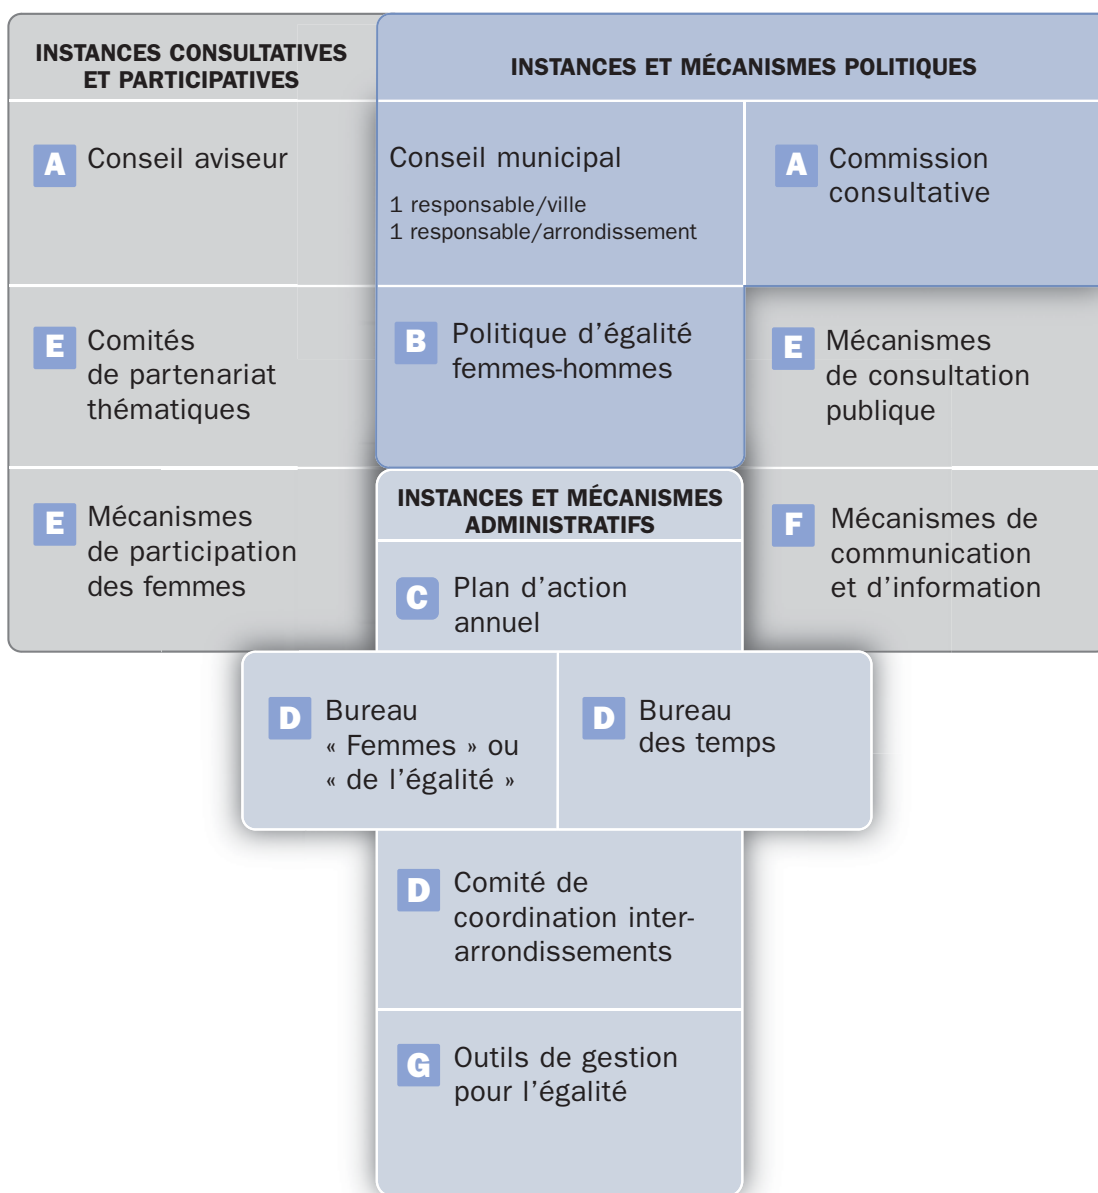 INSTANCES CONSULTATIVES
ET PARTICIPATIVES
INSTANCES ET MÉCANISMES POLITIQUES
A Conseil aviseur
Conseil municipal
1 responsable/ville
1 responsable/arrondissement
A Commission
consultative
E Comités
de partenariat
thématiques
B Politique d’égalité
femmes-hommes
E Mécanismes
de consultation
publique
E Mécanismes
de participation
des femmes
INSTANCES ET MÉCANISMES
ADMINISTRATIFS
C Plan d’action
annuel
F Mécanismes de
communication
et d’information
D Bureau
« Femmes » ou
« de l’égalité »
D Bureau
des temps
D Comité de
coordination inter-
arrondissements
G Outils de gestion
pour l’égalité